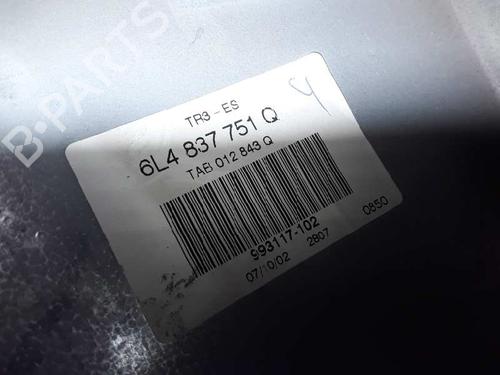 B-PARTS
TR3-ES
6L4 837 751 Q
TAB 012 843 Q
993117-102
07/10/02 2807 0850